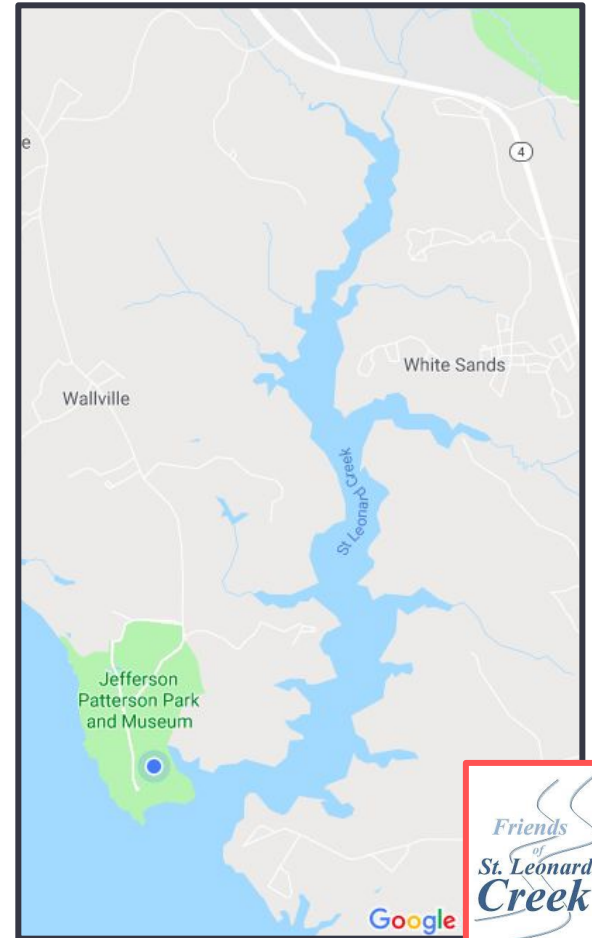 e
4
White Sands
Wallville
St Leonard Creek
Jefferson
Patterson Park
and Museum
Google
Friends
of
St. Leonard
Creek